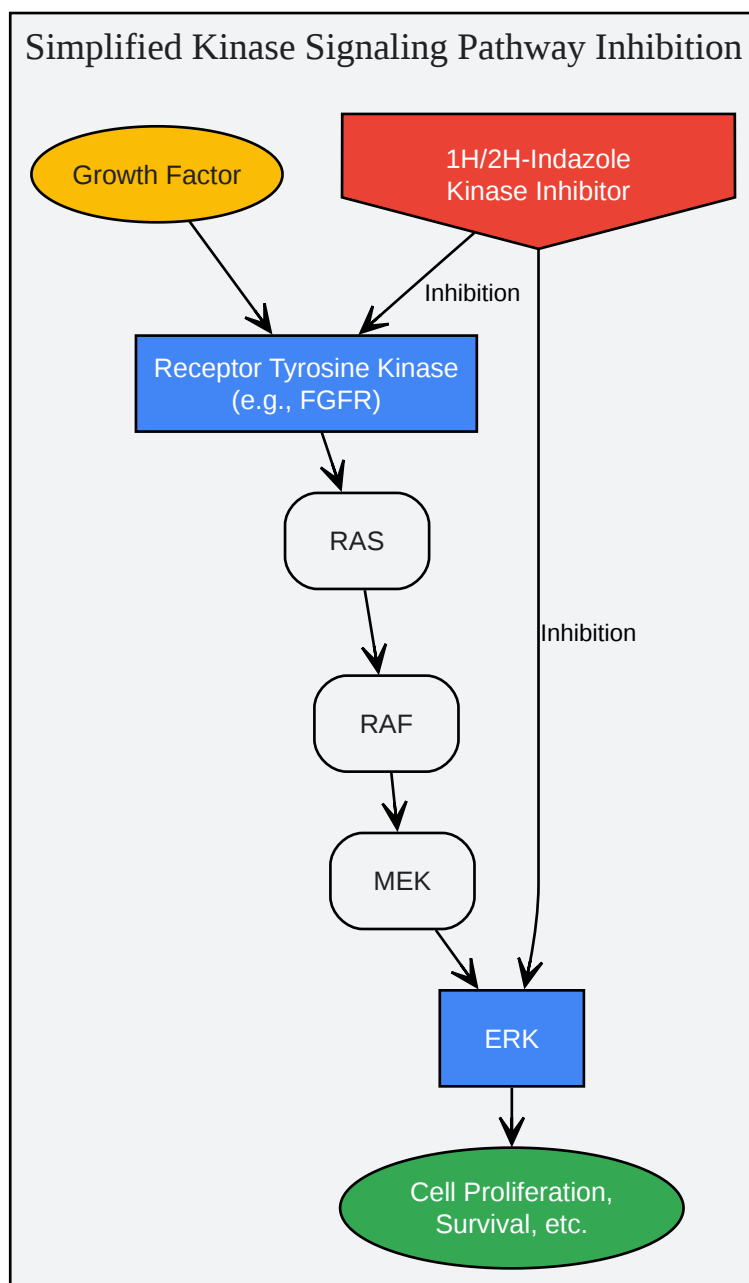 Simplified Kinase Signaling Pathway Inhibition
Growth Factor
1H/2H-Indazole
Kinase Inhibitor
Inhibition
Receptor Tyrosine Kinase
(e.g., FGFR)
RAS
Inhibition
RAF
MEK
ERK
Cell Proliferation,
Survival, etc.